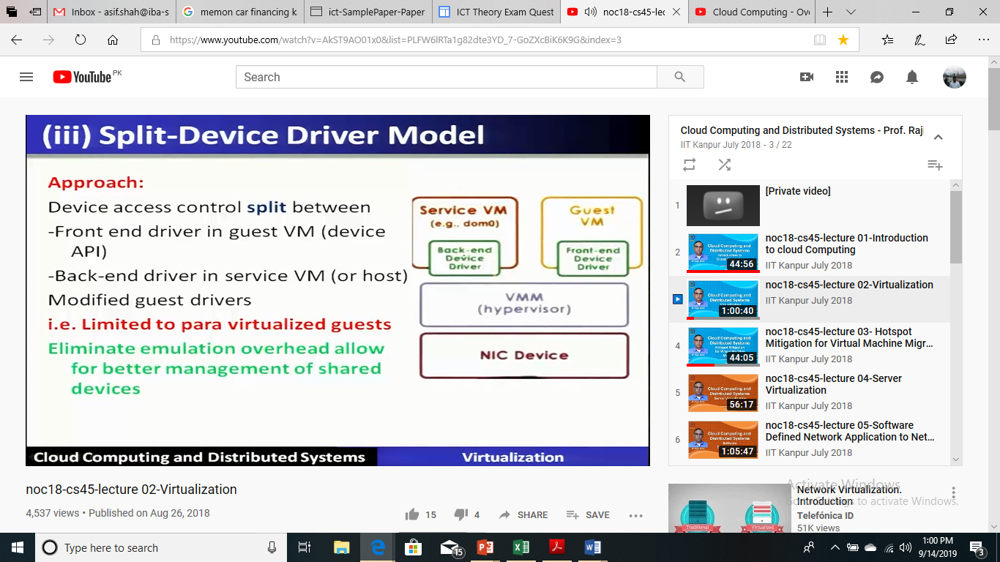 Inbox - asif.shah@iba-s
memon car financing k
ict-SamplePaper-Paper
ICT Theory Exam Quest
noc18-cs45-lec
Cloud Computing - Ove
https://www.youtube.com/watch?v=AkST9AO01x0&list=PLFW6lRTa1g82dte3YD_7-GoZXcBiK6K9G&index=3
YouTube PK
Search
(iii) Split-Device Driver Model
Approach:
Device access control split between
-Front end driver in guest VM (device
API)
-Back-end driver in service VM (or host)
Modified guest drivers
i.e. Limited to para virtualized guests
Eliminate emulation overhead allow
for better management of shared
devices
Service VM
(e.g., dom0)
Back-end
Device
Driver
Guest
VM
Front-end
Device
Driver
VMM
(hypervisor)
NIC Device
Cloud Computing and Distributed Systems
Virtualization
noc18-cs45-lecture 02-Virtualization
4,537 views • Published on Aug 26, 2018
15
4
SHARE
SAVE
Cloud Computing and Distributed Systems - Prof. Raj
IIT Kanpur July 2018 - 3 / 22
1
[Private video]
2
44:56
noc18-cs45-lecture 01-Introduction
to cloud Computing
IIT Kanpur July 2018
1:00:40
noc18-cs45-lecture 02-Virtualization
IIT Kanpur July 2018
4
44:05
noc18-cs45-lecture 03- Hotspot
Mitigation for Virtual Machine Migr...
IIT Kanpur July 2018
5
56:17
noc18-cs45-lecture 04-Server
Virtualization
IIT Kanpur July 2018
6
1:05:47
noc18-cs45-lecture 05-Software
Defined Network Application to Net...
IIT Kanpur July 2018
Traditional
Virtualized
Network Virtualization.
Introduction
Telefónica ID
51K views
Activate Windows
Go to Settings to activate Windows.
Type here to search
15
1:00 PM
9/14/2019
3